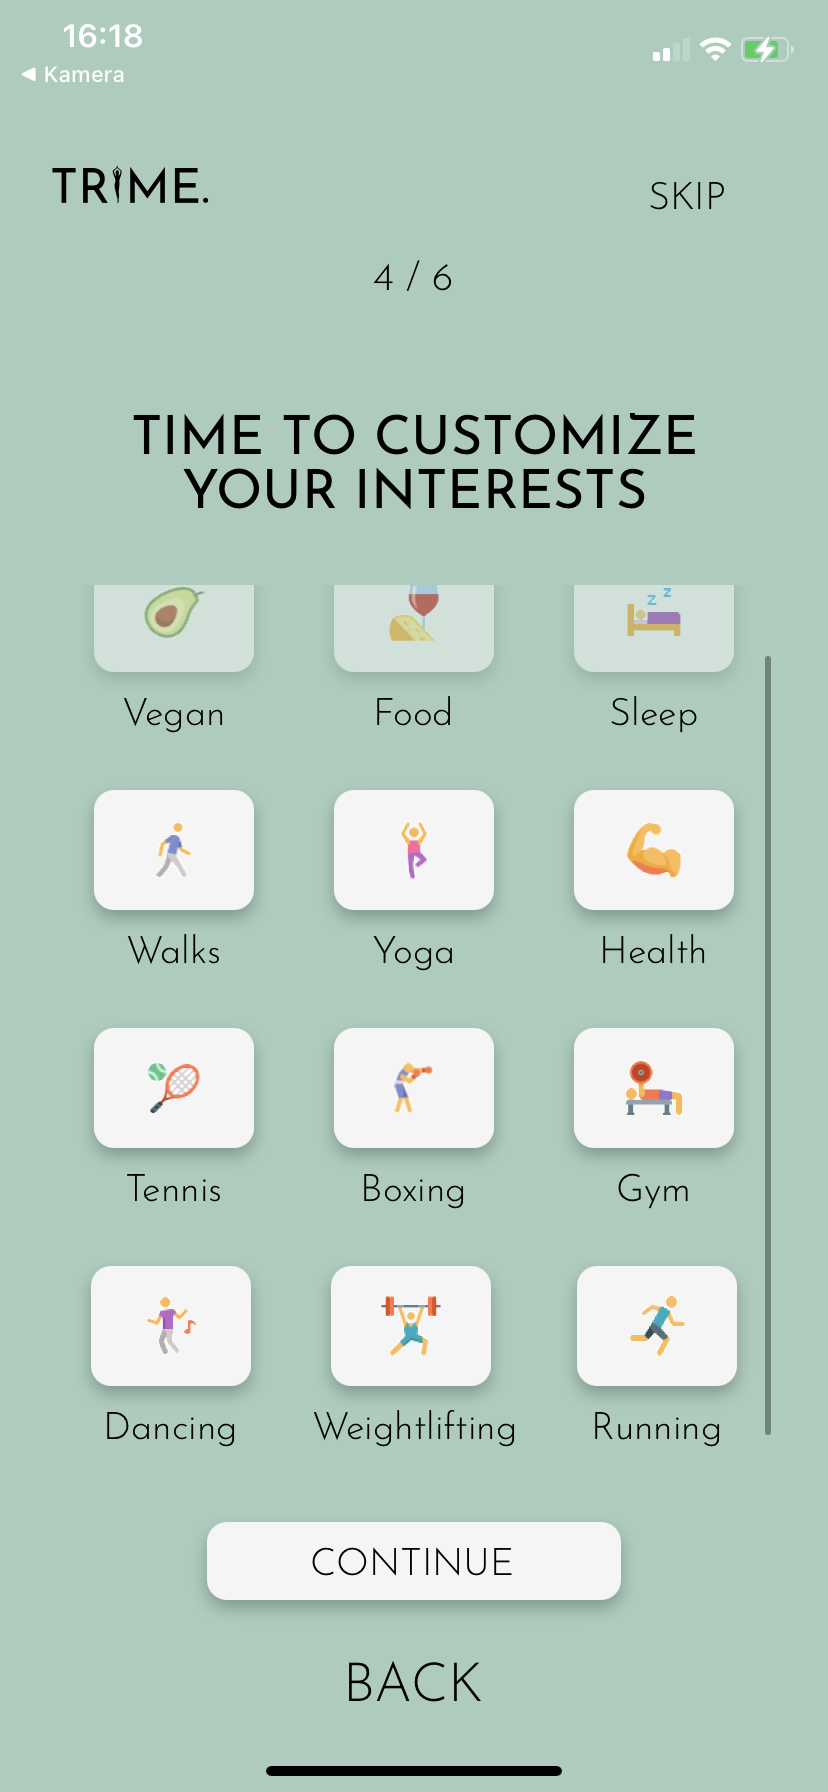 16:18
◀ Kamera
TRIME.
SKIP
4 / 6
TIME TO CUSTOMIZE
YOUR INTERESTS
z z
Vegan Food Sleep
Walks Yoga Health
Tennis Boxing Gym
Dancing Weightlifting Running
CONTINUE
BACK